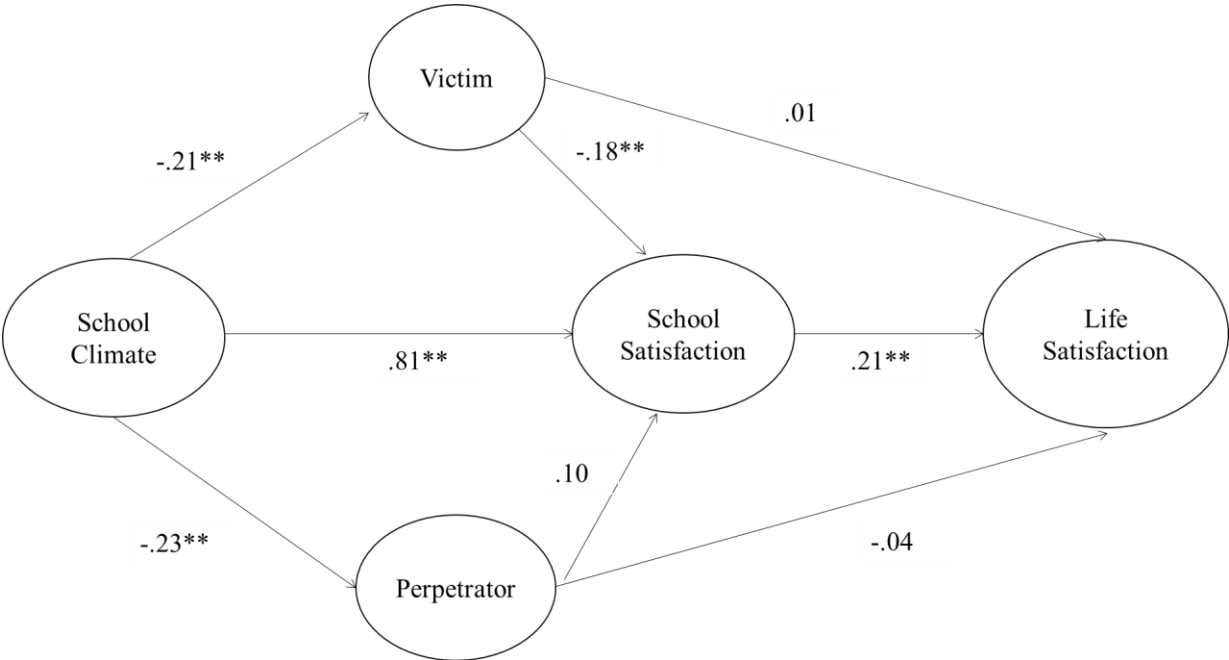 Victim
.01
-.18**
-.21**
School
Climate
School
Satisfaction
Life
Satisfaction
.81**
.21**
.10
-.23**
-.04
Perpetrator